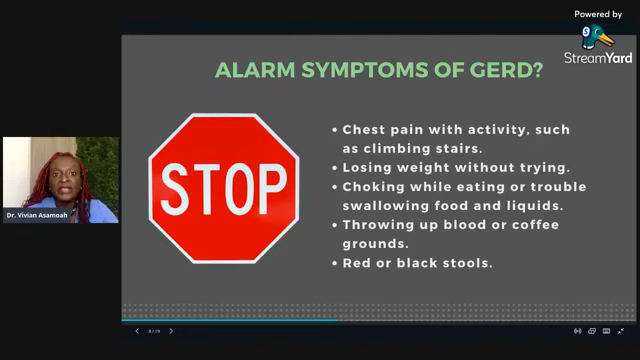 Powered by
StreamYard
ALARM SYMPTOMS OF GERD?
STOP
• Chest pain with activity, such
as climbing stairs.
• Losing weight without trying.
• Choking while eating or trouble
swallowing food and liquids.
• Throwing up blood or coffee
grounds.
• Red or black stools.
Dr. Vivian Asamoah